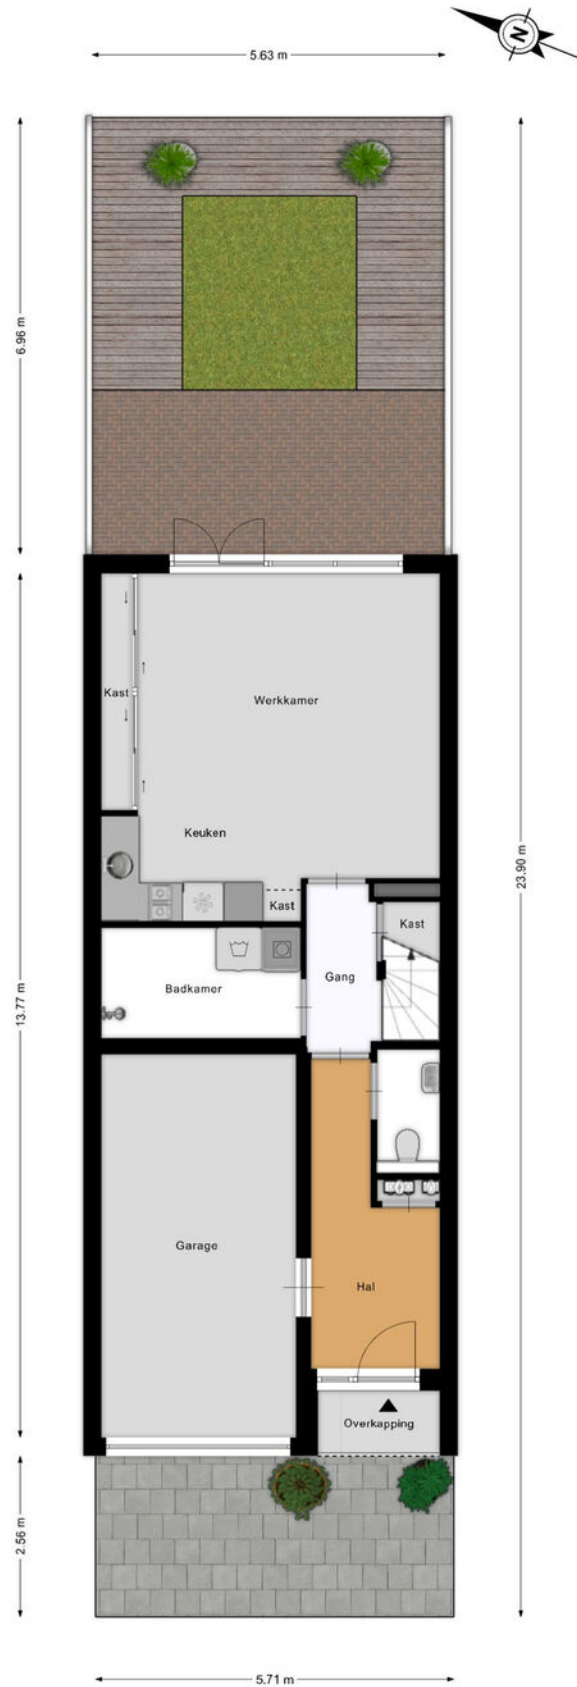 N
5.63 m
6.96 m
Kast
Werkkamer
Keuken
23.90 m
Kast
Kast
Gang
13.77 m
Badkamer
Garage
Hal
Overkapping
2.56 m
5.71 m